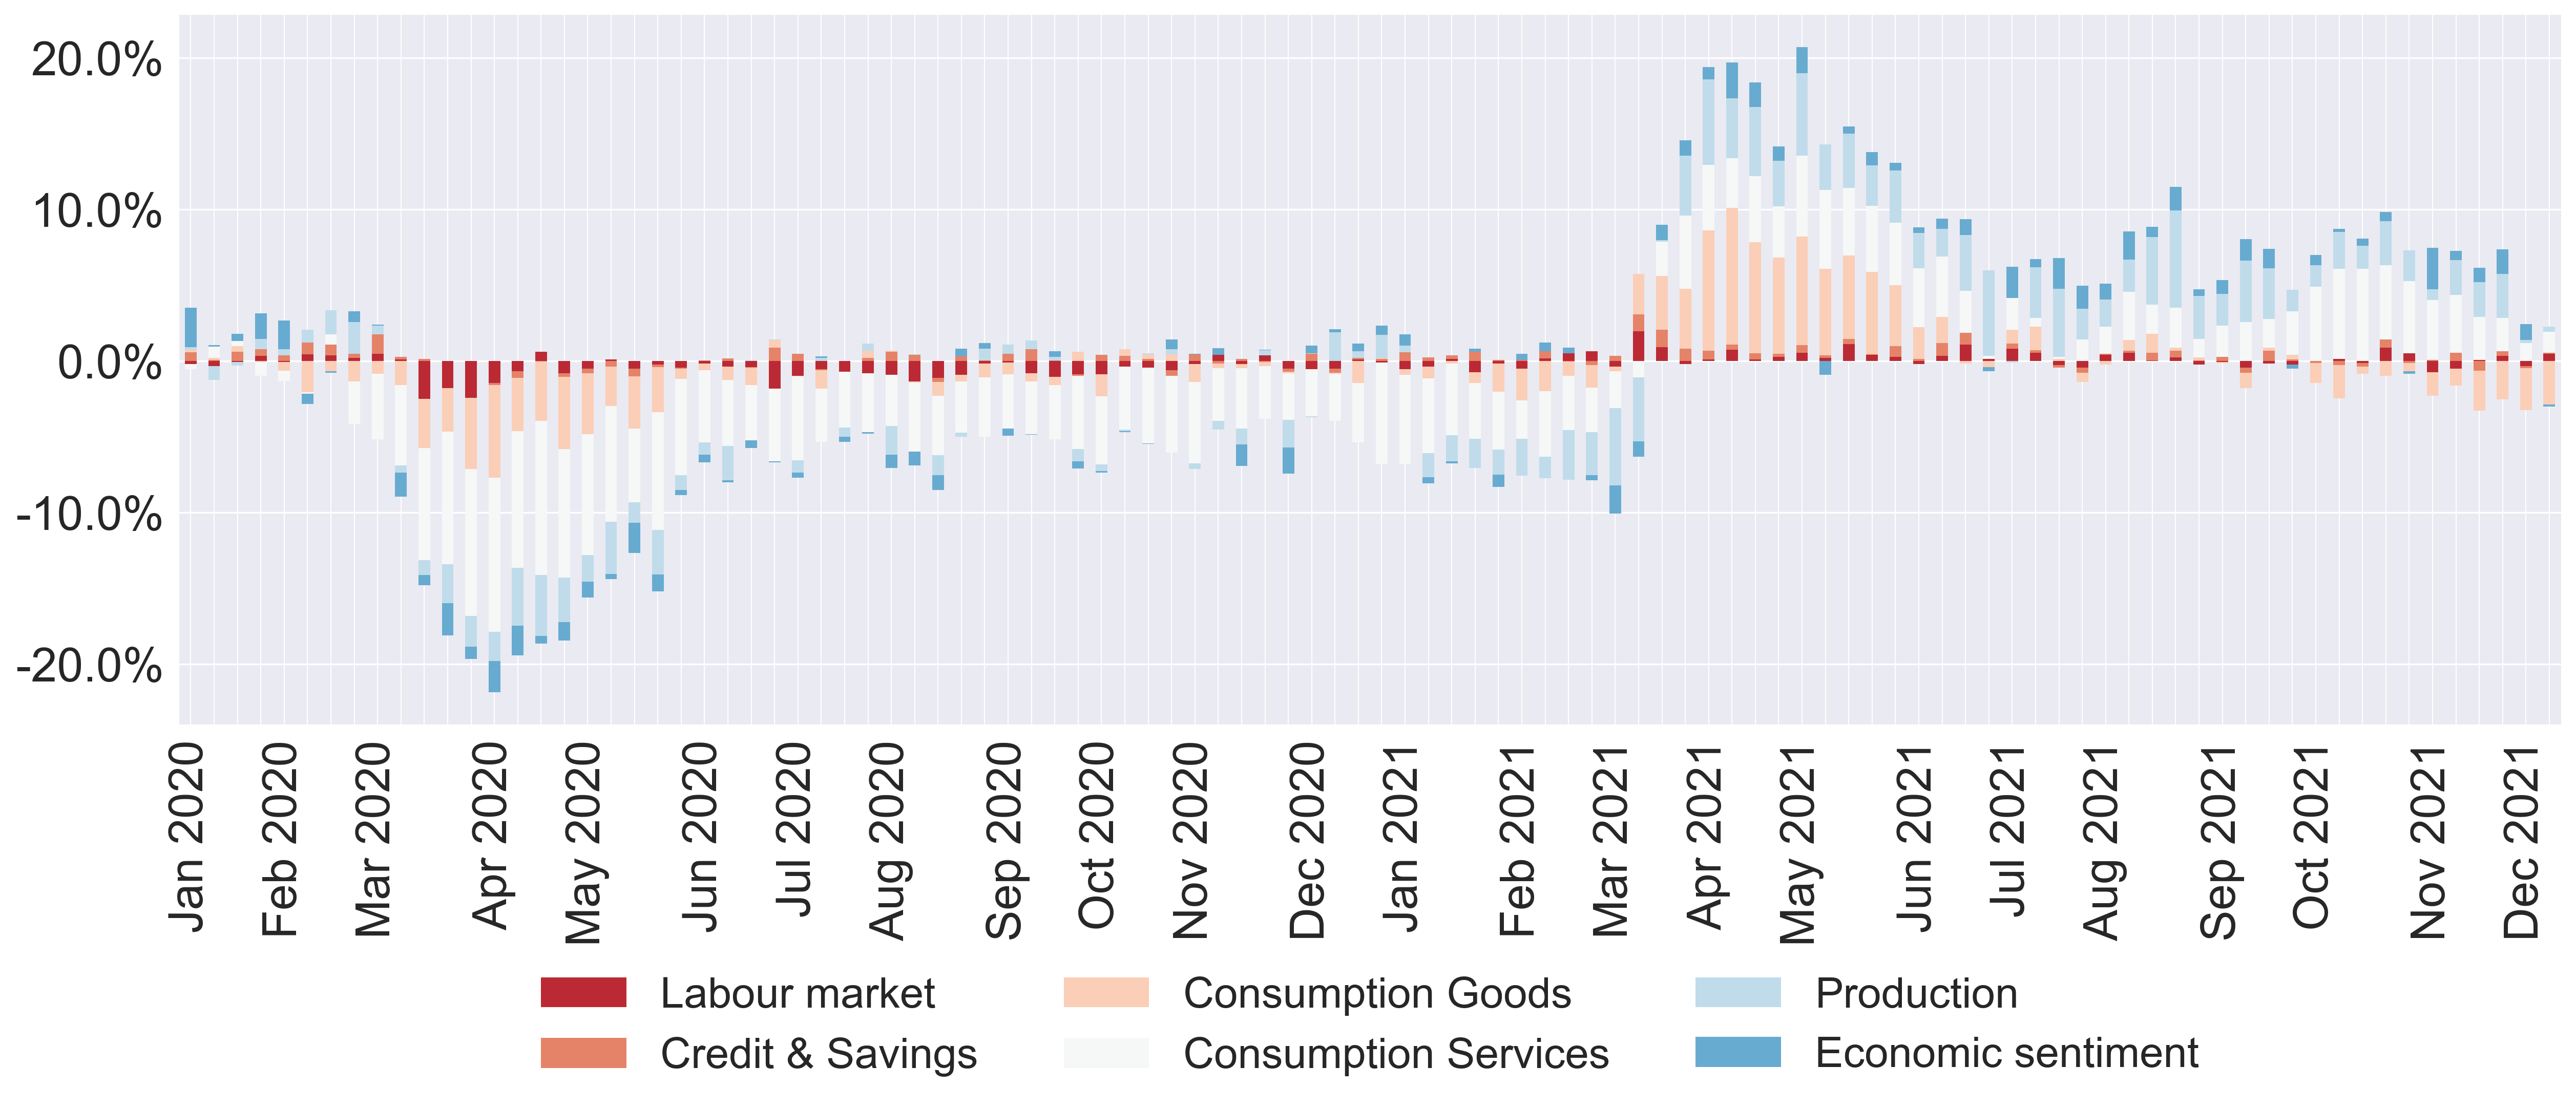 20.0%
10.0%
0.0%
-10.0%
-20.0%
Jan 2020
Feb 2020
Mar 2020
Apr 2020
May 2020
Jun 2020
Jul 2020
Aug 2020
Sep 2020
Oct 2020
Nov 2020
Dec 2020
Jan 2021
Feb 2021
Mar 2021
Apr 2021
May 2021
Jun 2021
Jul 2021
Aug 2021
Sep 2021
Oct 2021
Nov 2021
Dec 2021
Labour market
Consumption Goods
Production
Credit & Savings
Consumption Services
Economic sentiment